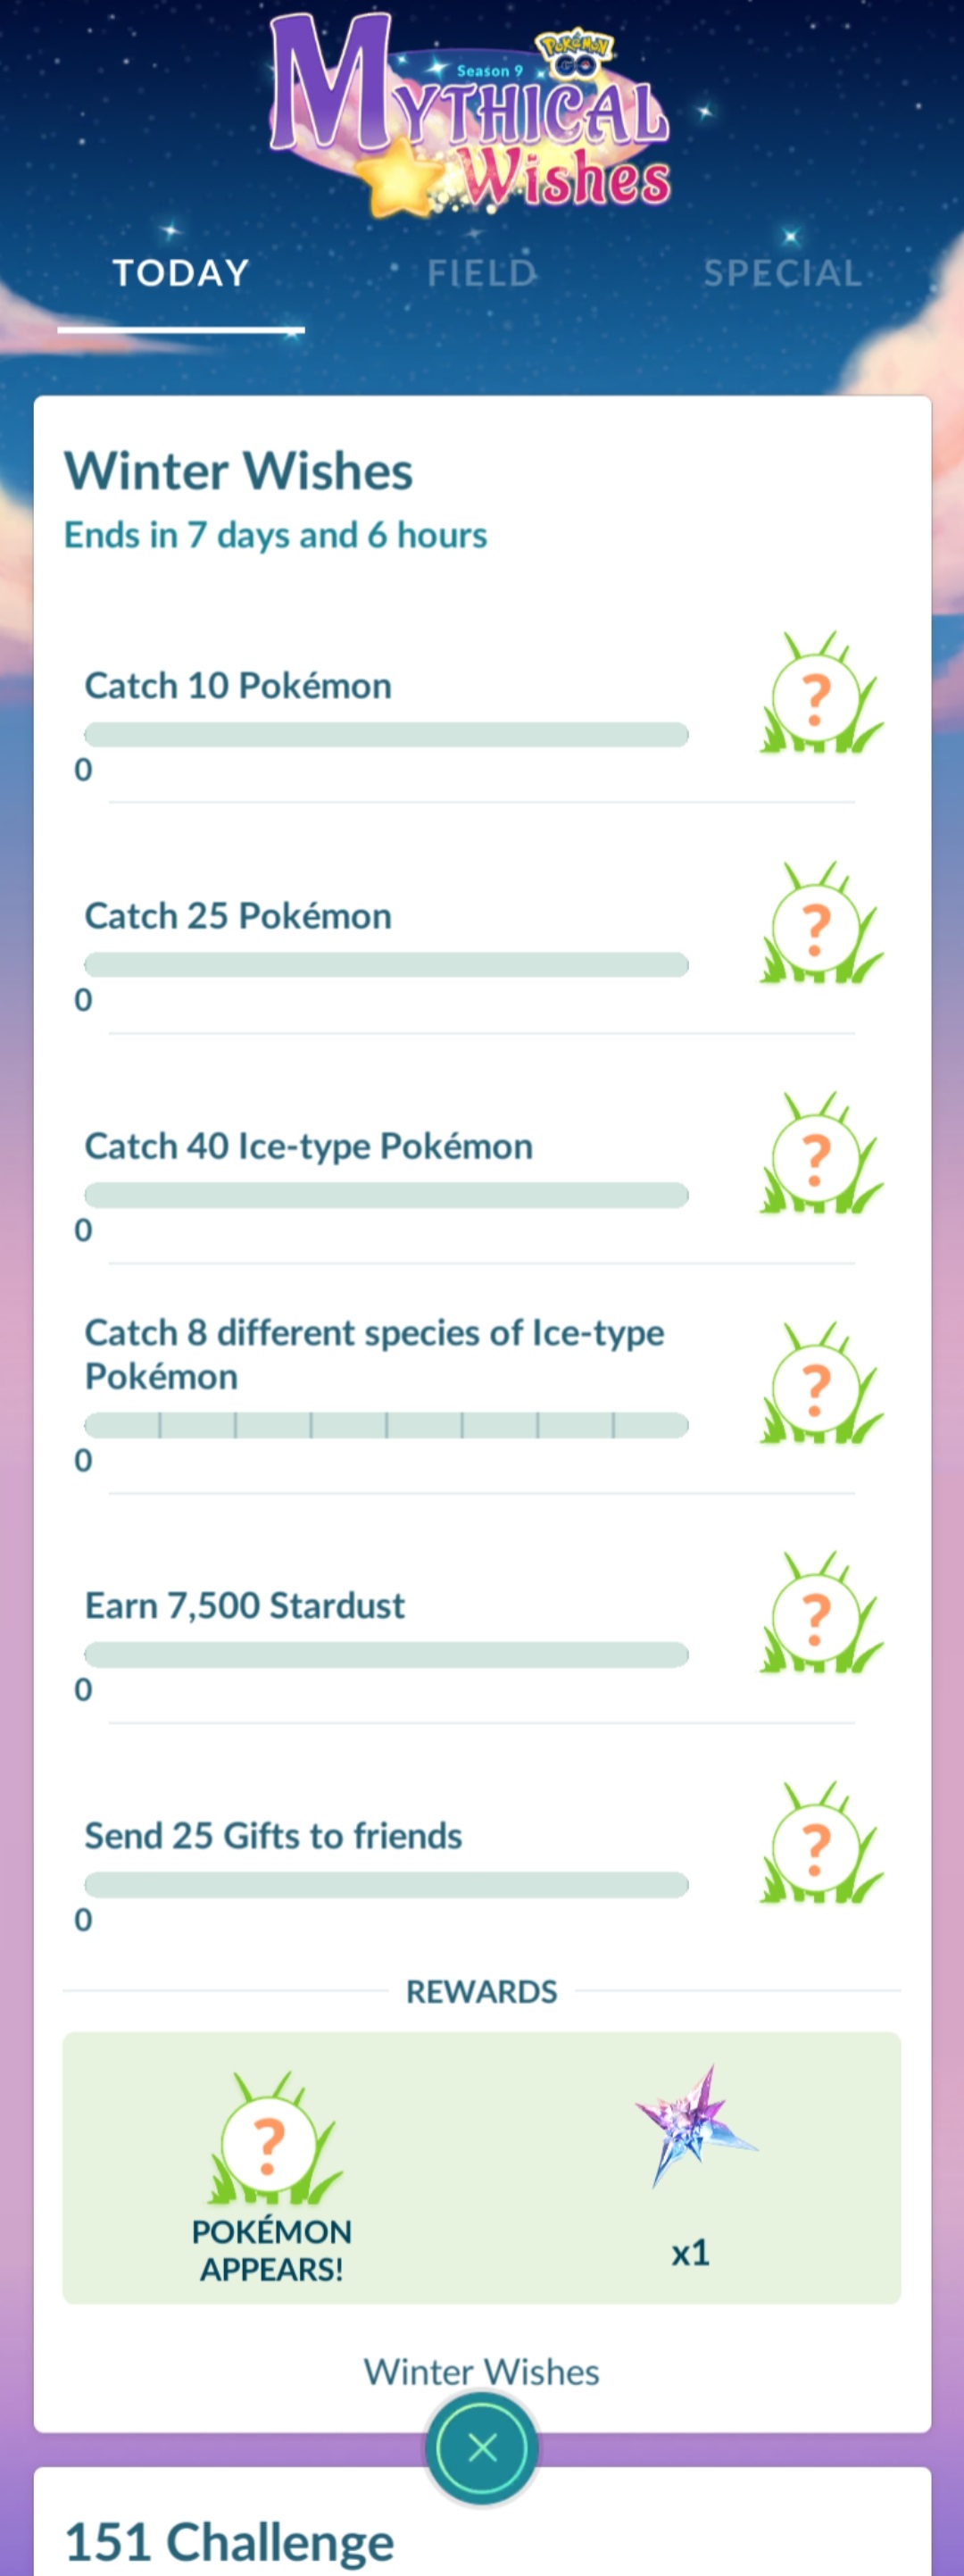 Pokémon
GO
Season 9
Mythical
Wishes
TODAY
FIELD
SPECIAL
Winter Wishes
Ends in 7 days and 6 hours
Catch 10 Pokémon
?
0
Catch 25 Pokémon
?
0
Catch 40 Ice-type Pokémon
?
0
Catch 8 different species of Ice-type
Pokémon
?
0
Earn 7,500 Stardust
?
0
Send 25 Gifts to friends
?
0
REWARDS
?
POKÉMON
APPEARS!
x1
Winter Wishes
151 Challenge